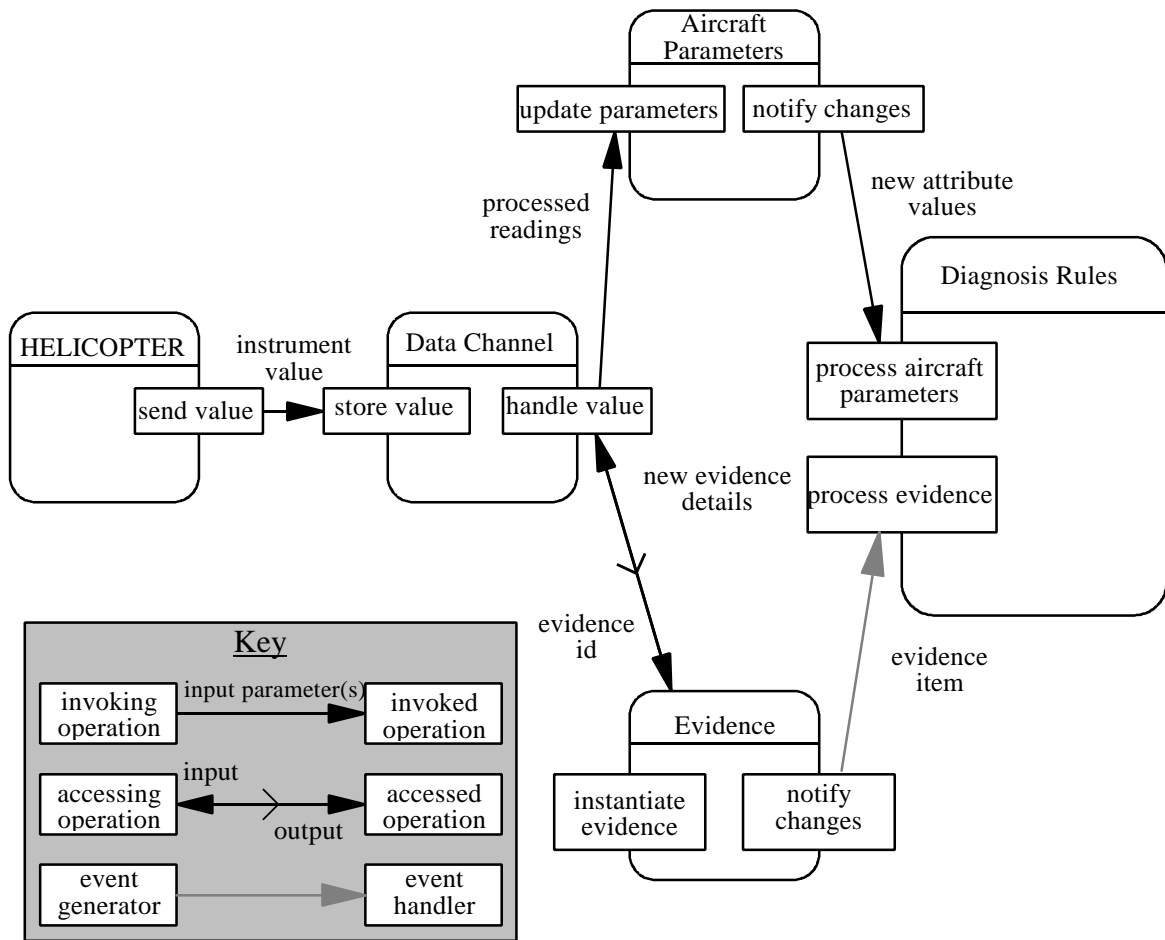 Aircraft
Parameters
update parameters
notify changes
processed
readings
new attribute
values
Diagnosis Rules
HELICOPTER
instrument
value
Data Channel
send value
store value
handle value
process aircraft
parameters
new evidence
details
process evidence
evidence
id
evidence
item
Evidence
instantiate
evidence
notify
changes
Key
invoking
operation
input parameter(s)
invoked
operation
accessing
operation
input
output
accessed
operation
event
generator
event
handler